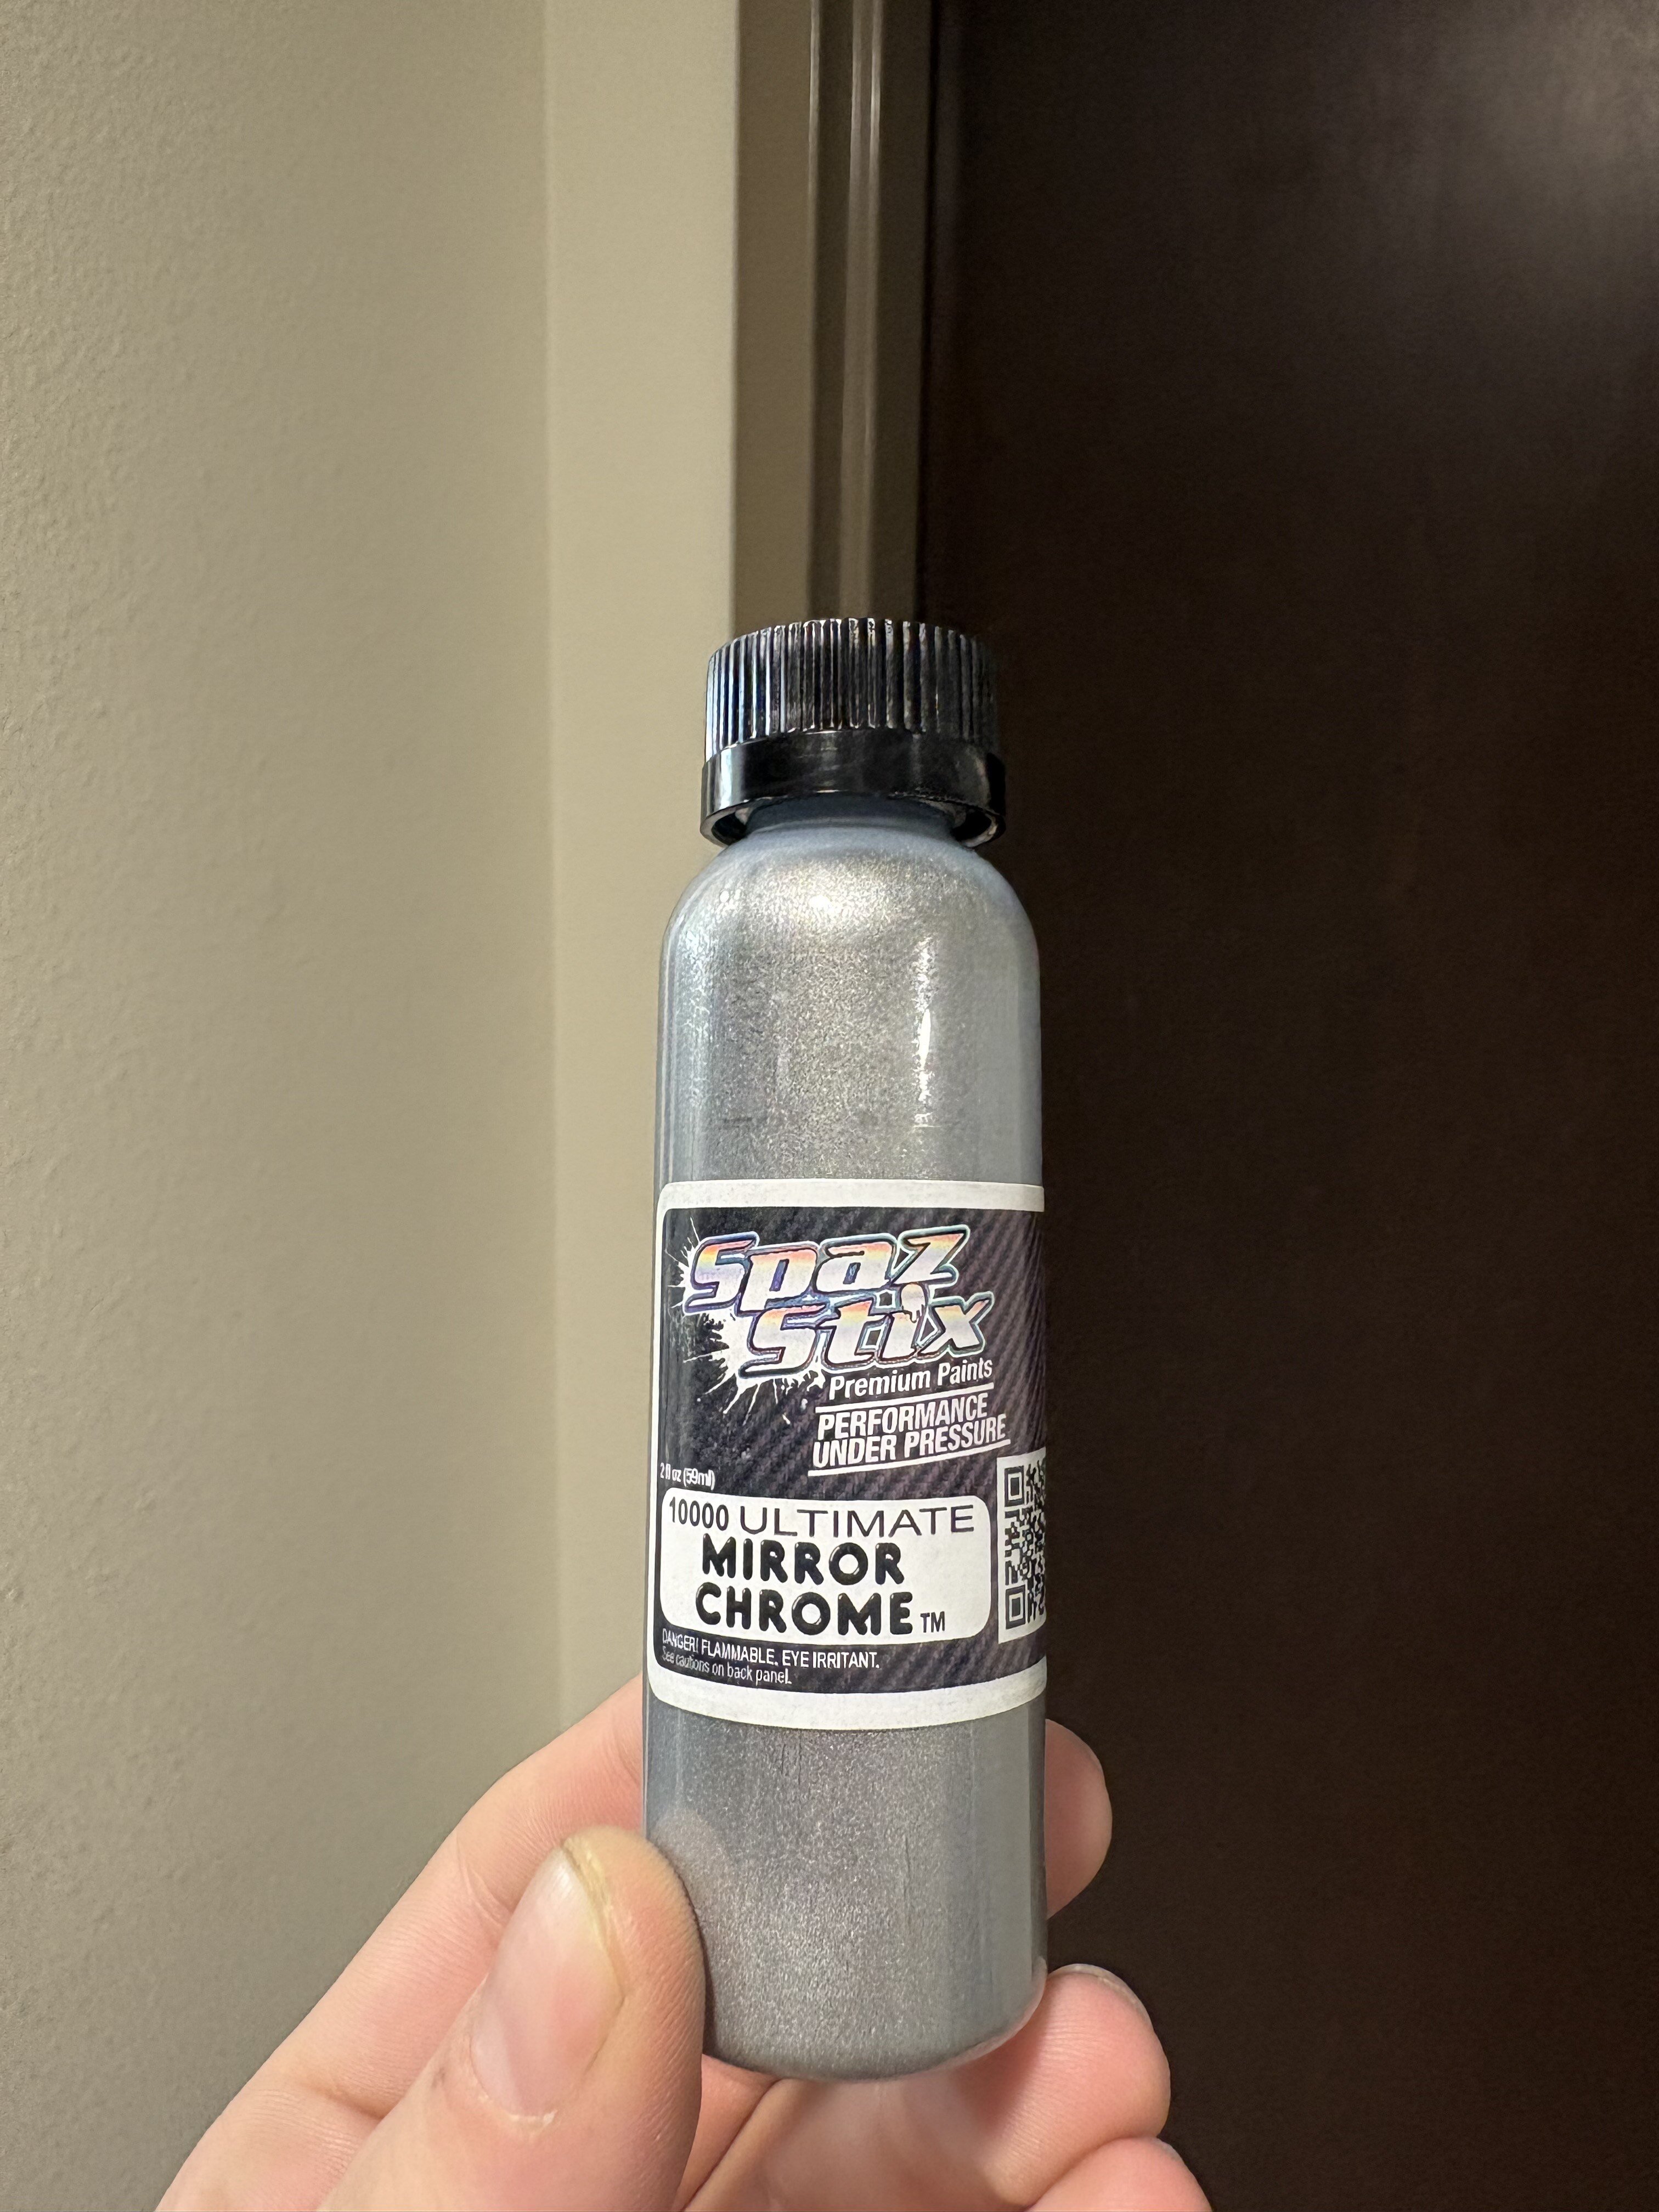 Spaz
Stix
Premium Paints
PERFORMANCE
UNDER PRESSURE
2 fl oz (59ml)
10000 ULTIMATE
MIRROR
CHROME™
DANGER! FLAMMABLE. EYE IRRITANT.
See cautions on back panel.